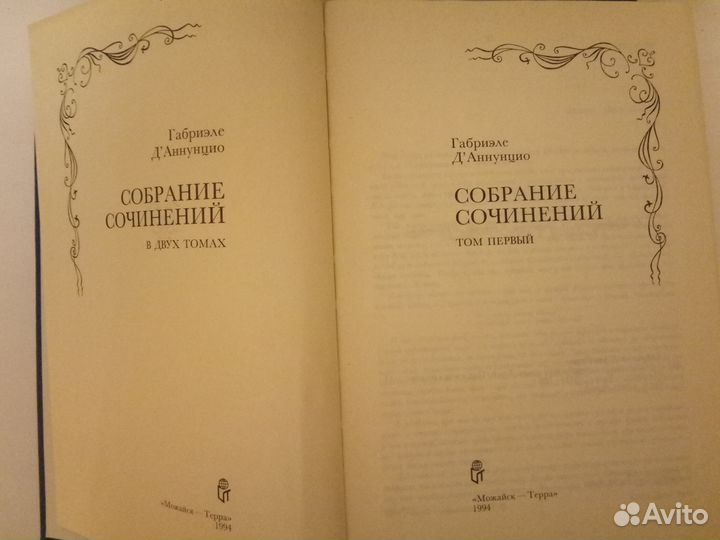 Габриэле
Д'Аннунцио
СОБРАНИЕ
СОЧИНЕНИЙ
В ДВУХ ТОМАХ
«Можайск — Терра»
1994
Габриэле
Д'Аннунцио
СОБРАНИЕ
СОЧИНЕНИЙ
ТОМ ПЕРВЫЙ
«Можайск — Терра»
1994
Avito